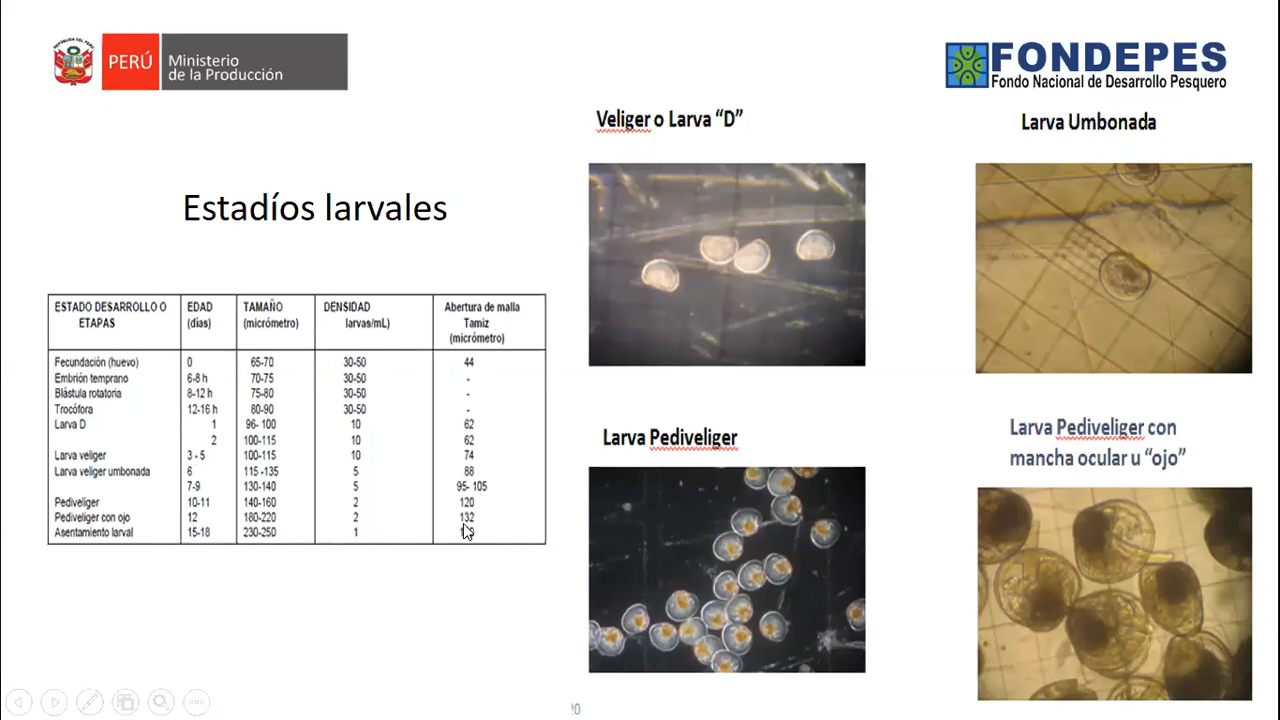 PERÚ
Ministerio
de la Producción
FONDEPES
Fondo Nacional de Desarrollo Pesquero
Veliger o Larva “D”
Larva Umbonada
Estadíos larvales
ESTADO DESARROLLO O ETAPAS EDAD (días) TAMAÑO (micrómetro) DENSIDAD larvas/mL) Abertura de malla Tamiz (micrómetro)
Fecundación (huevo) 0 65-70 30-50 44
Embrión temprano 6-8 h 70-75 30-50 -
Blástula rotatoria 8-12 h 75-80 30-50 -
Trocófora 12-16 h 80-90 30-50 -
Larva D 1 96- 100 10 62
2 100-115 10 62
Larva veliger 3 - 5 100-115 10 74
Larva veliger umbonada 6 115 -135 5 88
7-9 130-140 5 95- 105
Pediveliger 10-11 140-160 2 120
Pediveliger con ojo 12 180-220 2 132
Asentamiento larval 15-18 230-250 1
Larva Pediveliger
Larva Pediveliger con
mancha ocular u “ojo”